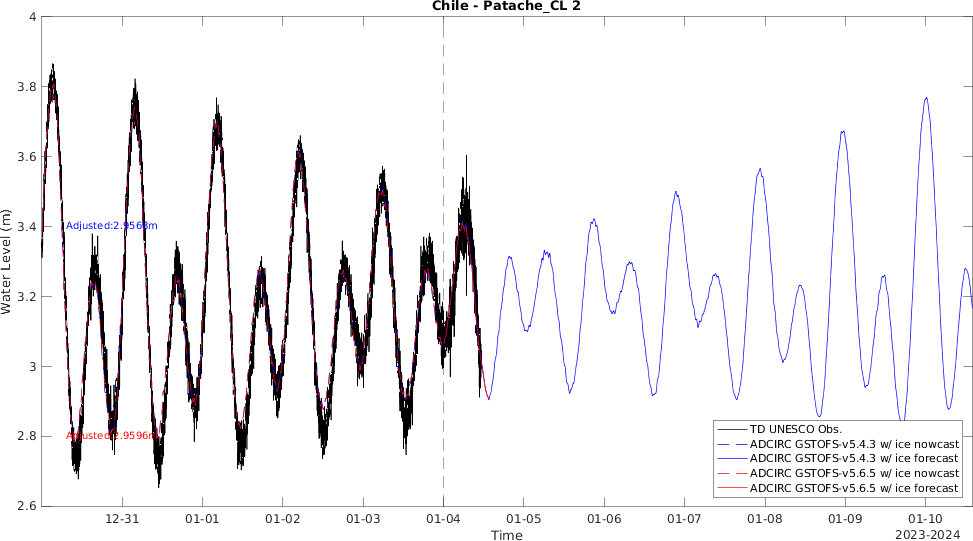 Chile - Patache_CL 2
Water Level (m)
4
3.8
3.6
3.4
3.2
3
2.8
2.6
Adjusted:2.9568m
Adjusted:2.9596m
TD UNESCO Obs.
ADCIRC GSTOFS-v5.4.3 w/ ice nowcast
ADCIRC GSTOFS-v5.4.3 w/ ice forecast
ADCIRC GSTOFS-v5.6.5 w/ ice nowcast
ADCIRC GSTOFS-v5.6.5 w/ ice forecast
12-31 01-01 01-02 01-03 01-04 01-05 01-06 01-07 01-08 01-09 01-10
Time
2023-2024